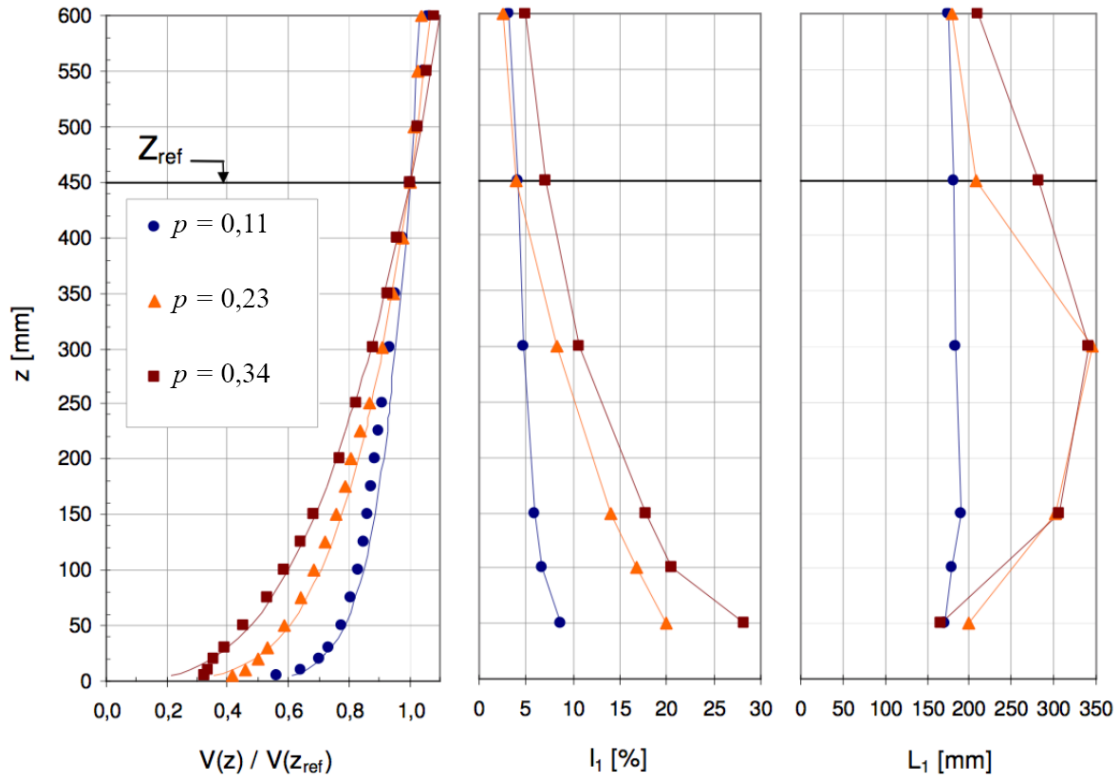 600
550
500
450
400
350
300
250
200
150
100
50
0
z [mm]
Zref
p = 0,11
p = 0,23
p = 0,34
0,0 0,2 0,4 0,6 0,8 1,0
V(z) / V(zref)
0 5 10 15 20 25 30
I1 [%]
0 50 100 150 200 250 300 350
L1 [mm]